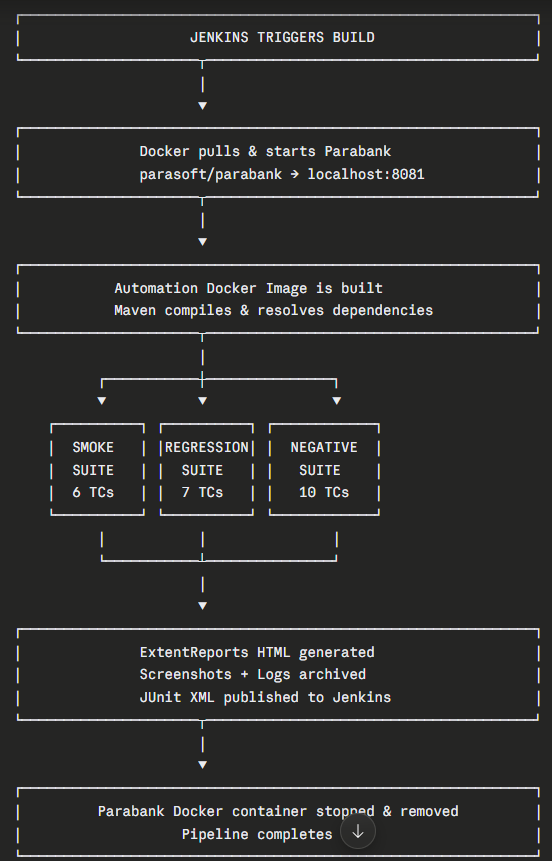 JENKINS TRIGGERS BUILD
Docker pulls & starts Parabank
parasoft/parabank → localhost:8081
Automation Docker Image is built
Maven compiles & resolves dependencies
SMOKE REGRESSION NEGATIVE
SUITE SUITE SUITE
6 TCs 7 TCs 10 TCs
ExtentReports HTML generated
Screenshots + Logs archived
JUnit XML published to Jenkins
Parabank Docker container stopped & removed
Pipeline completes